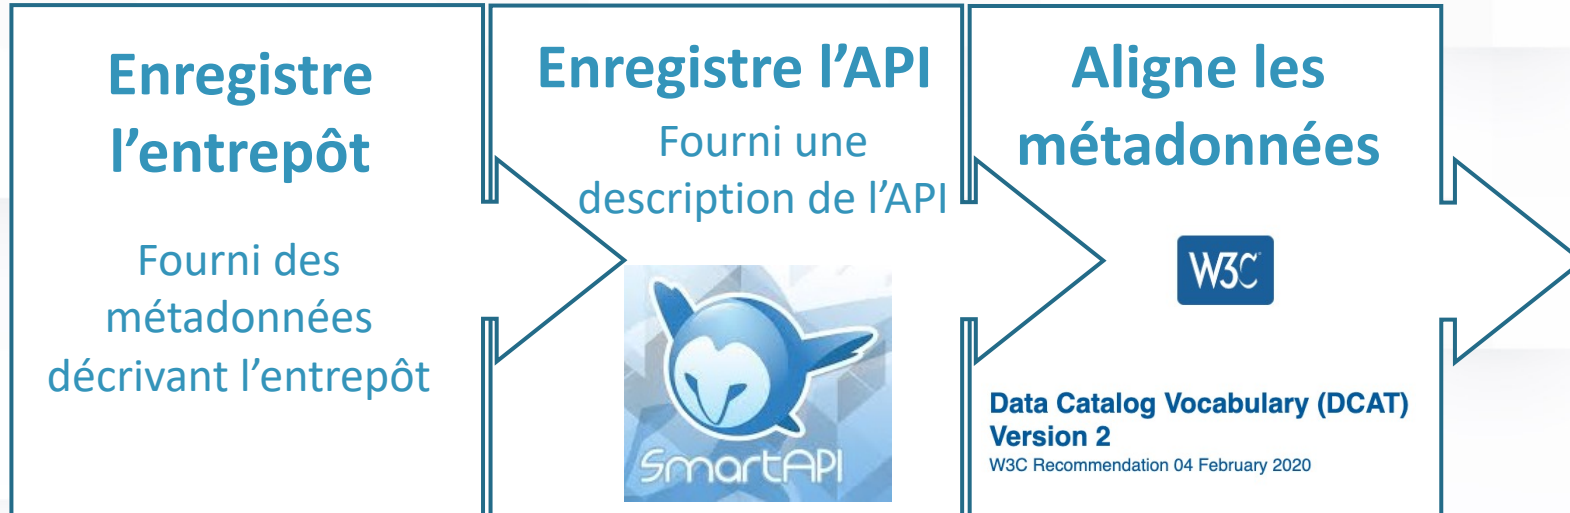 Enregistre
l’entrepôt
Fourni des
métadonnées
décrivant l’entrepôt
Enregistre l’API
Fourni une
description de l’API
SmartAPI
Aligne les
métadonnées
W3C
Data Catalog Vocabulary (DCAT)
Version 2
W3C Recommendation 04 February 2020